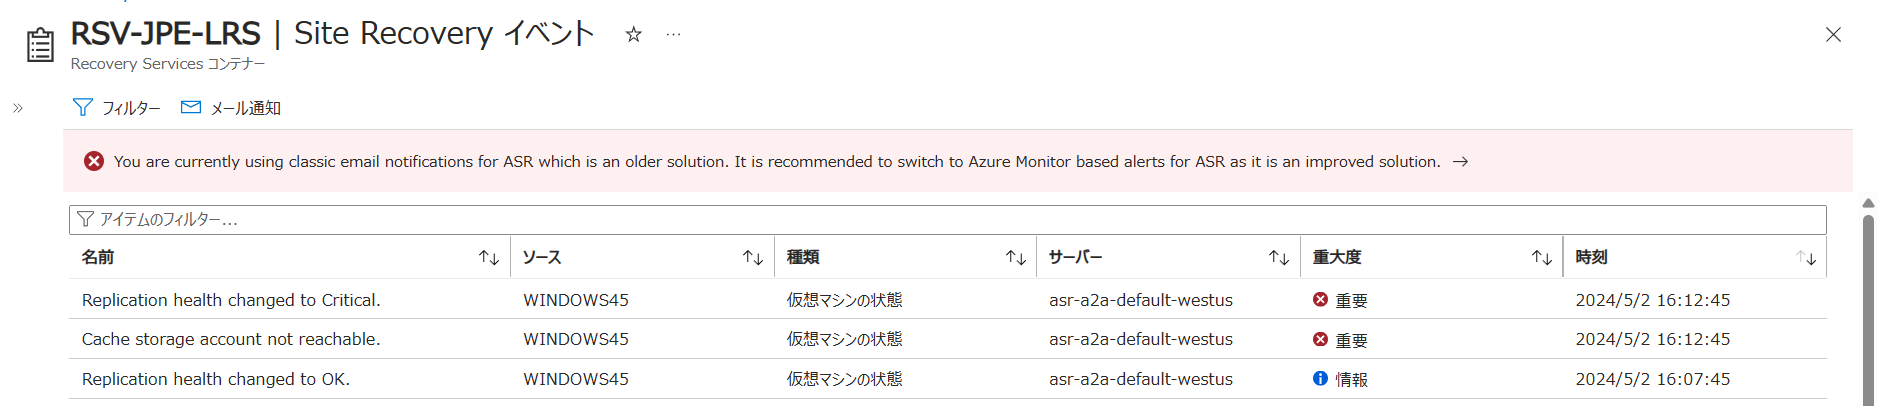 RSV-JPE-LRS | Site Recovery イベント ☆ …
Recovery Services コンテナー
» フィルター メール通知
You are currently using classic email notifications for ASR which is an older solution. It is recommended to switch to Azure Monitor based alerts for ASR as it is an improved solution. →
アイテムのフィルター...
名前 ↑↓ ソース ↑↓ 種類 ↑↓ サーバー ↑↓ 重大度 ↑↓ 時刻 ↑↓
Replication health changed to Critical. WINDOWS45 仮想マシンの状態 asr-a2a-default-westus 重要 2024/5/2 16:12:45
Cache storage account not reachable. WINDOWS45 仮想マシンの状態 asr-a2a-default-westus 重要 2024/5/2 16:12:45
Replication health changed to OK. WINDOWS45 仮想マシンの状態 asr-a2a-default-westus 情報 2024/5/2 16:07:45